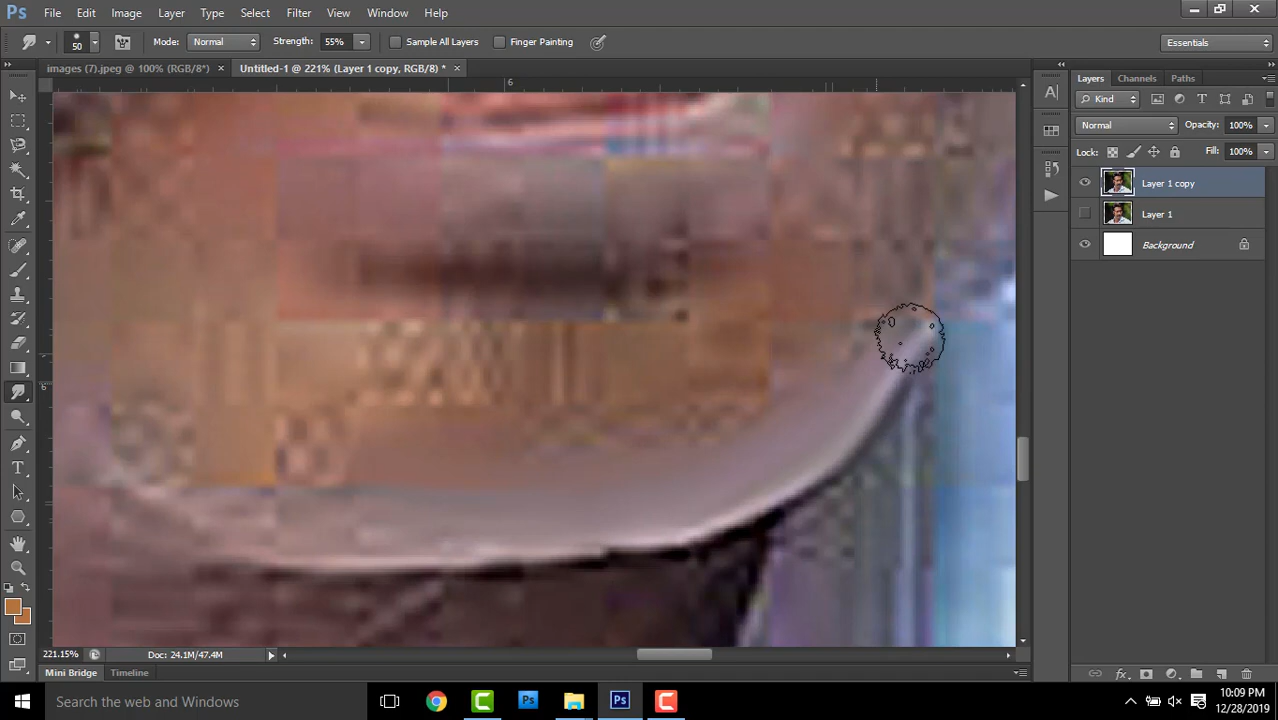 Ps File Edit Image Layer Type Select Filter View Window Help
50 Mode: Normal Strength: 55% Sample All Layers Finger Painting Essentials
images (7).jpeg @ 100% (RGB/8*) × Untitled-1 @ 221% (Layer 1 copy, RGB/8) * ×
Layers Channels Paths
Kind
Normal Opacity: 100%
Lock: Fill: 100%
Layer 1 copy
Layer 1
Background
6
6
221.15% Doc: 24.1M/47.4M
Mini Bridge Timeline
Search the web and Windows
10:09 PM
12/28/2019